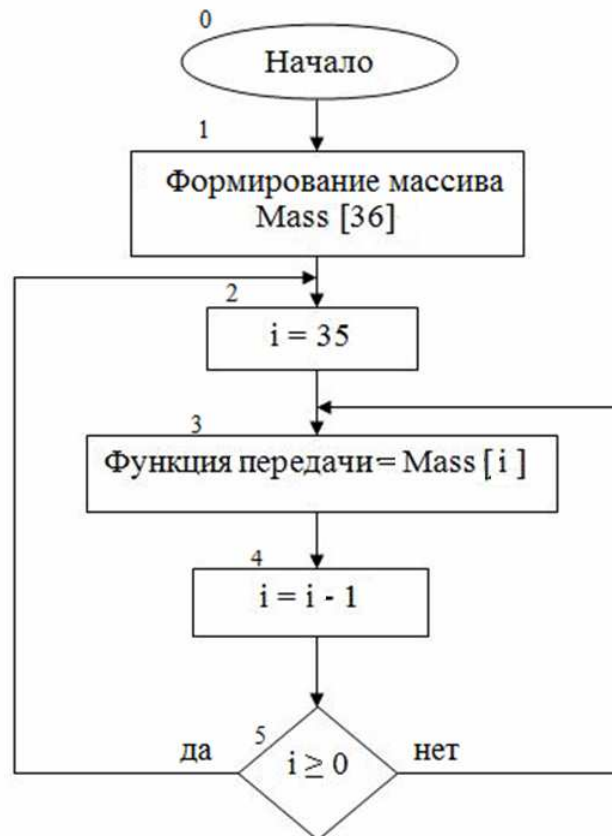 0
Начало
1
Формирование массива
Mass [36]
2
i = 35
3
Функция передачи= Mass [ i ]
4
i = i - 1
5
да
i ≥ 0
нет